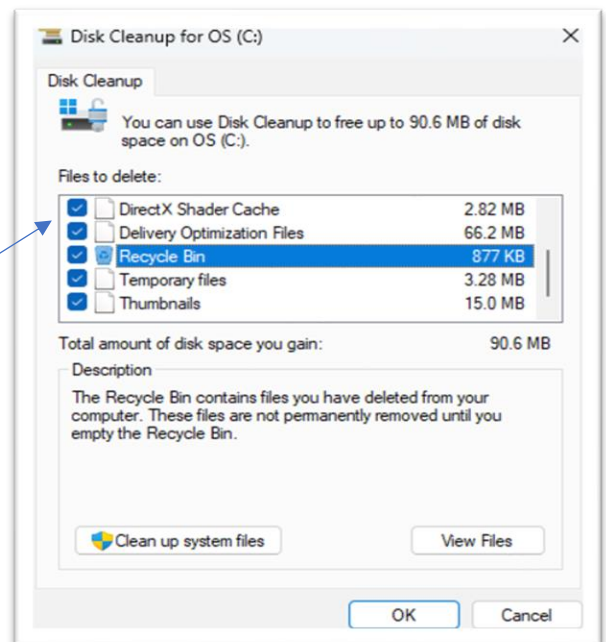 Disk Cleanup for OS (C:)
Disk Cleanup
You can use Disk Cleanup to free up to 90.6 MB of disk
space on OS (C:).
Files to delete:
DirectX Shader Cache 2.82 MB
Delivery Optimization Files 66.2 MB
Recycle Bin 877 KB
Temporary files 3.28 MB
Thumbnails 15.0 MB
Total amount of disk space you gain: 90.6 MB
Description
The Recycle Bin contains files you have deleted from your
computer. These files are not permanently removed until you
empty the Recycle Bin.
Clean up system files View Files
OK Cancel